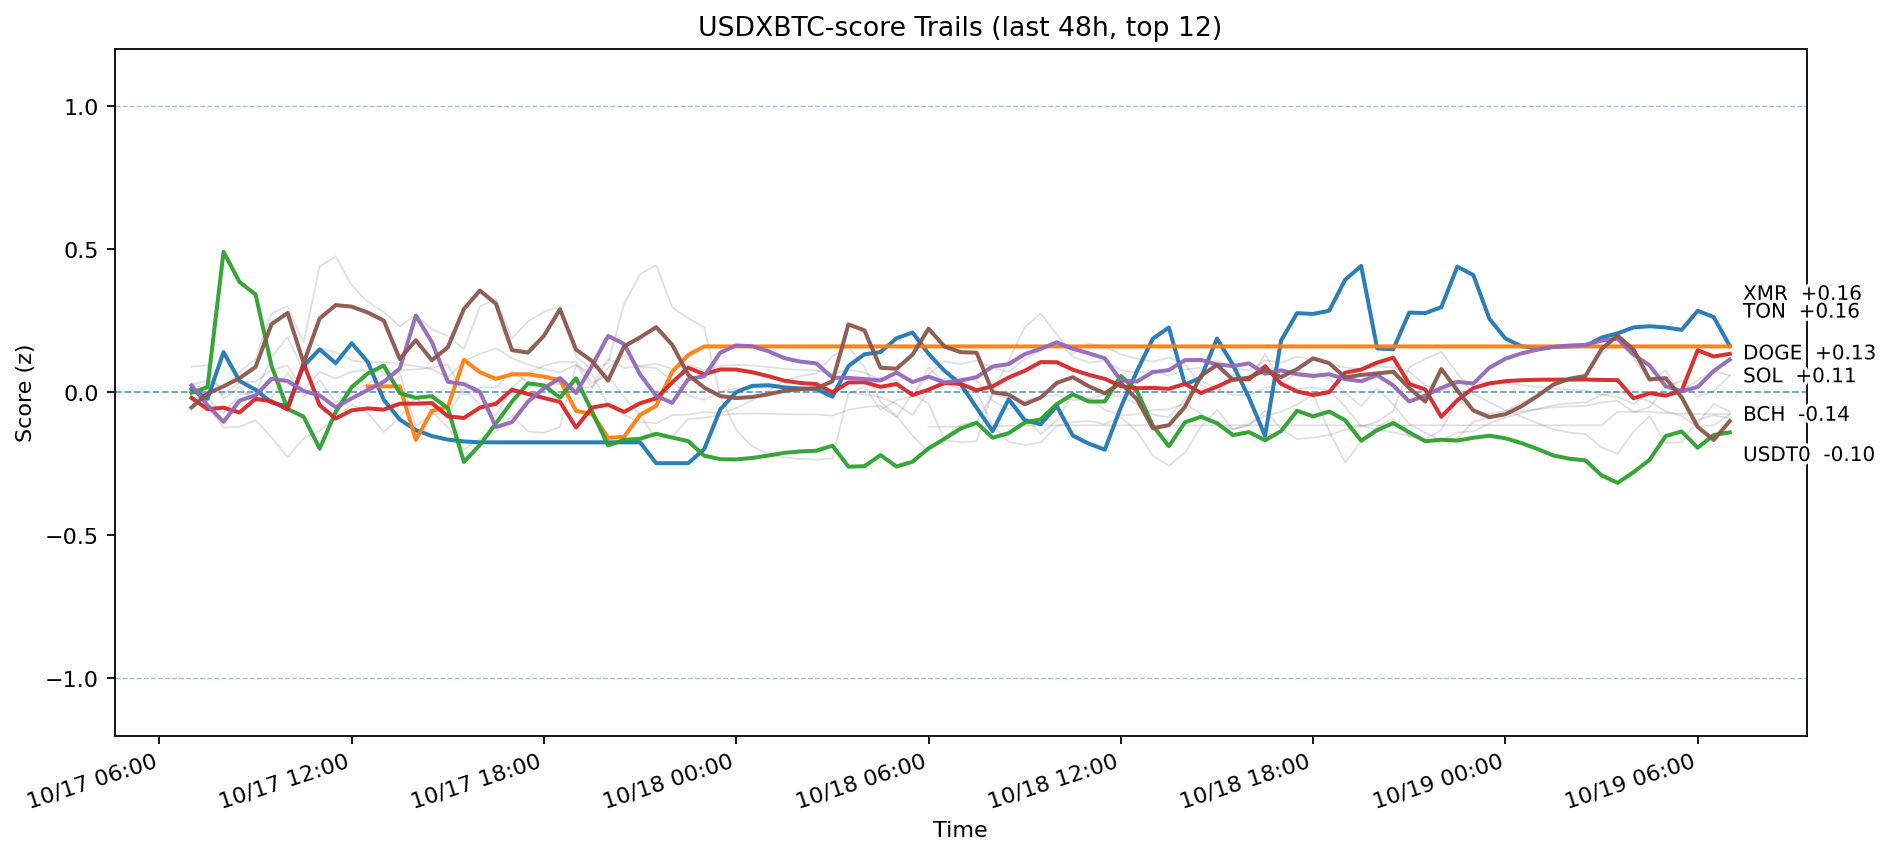 USDXBTC-score Trails (last 48h, top 12)
Score (z)
1.0
0.5
0.0
−0.5
−1.0
XMR +0.16
TON +0.16
DOGE +0.13
SOL +0.11
BCH -0.14
USDT0 -0.10
10/17 06:00
10/17 12:00
10/17 18:00
10/18 00:00
10/18 06:00
10/18 12:00
10/18 18:00
10/19 00:00
10/19 06:00
Time